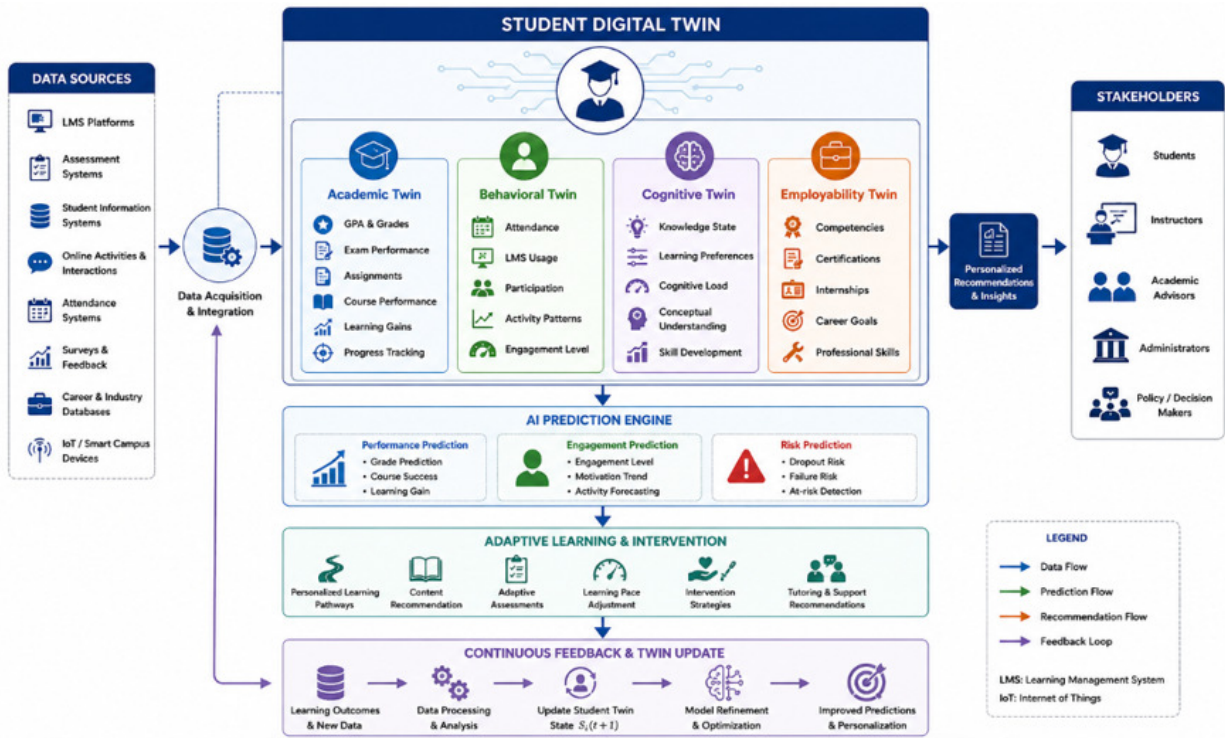 STUDENT DIGITAL TWIN
DATA SOURCES
LMS Platforms
Assessment
Systems
Student Information
Systems
Online Activities &
Interactions
Attendance
Systems
Surveys &
Feedback
Career & Industry
Databases
IoT / Smart Campus
Devices
Data Acquisition
& Integration
Academic Twin
GPA & Grades
Exam Performance
Assignments
Course Performance
Learning Gains
Progress Tracking
Behavioral Twin
Attendance
LMS Usage
Participation
Activity Patterns
Engagement Level
Cognitive Twin
Knowledge State
Learning Preferences
Cognitive Load
Conceptual
Understanding
Skill Development
Employability Twin
Competencies
Certifications
Internships
Career Goals
Professional Skills
Personalized
Recommendations
& Insights
STAKEHOLDERS
Students
Instructors
Academic
Advisors
Administrators
Policy / Decision
Makers
AI PREDICTION ENGINE
Performance Prediction
• Grade Prediction
• Course Success
• Learning Gain
Engagement Prediction
• Engagement Level
• Motivation Trend
• Activity Forecasting
Risk Prediction
• Dropout Risk
• Failure Risk
• At-risk Detection
ADAPTIVE LEARNING & INTERVENTION
Personalized Learning
Pathways
Content
Recommendation
Adaptive
Assessments
Learning Pace
Adjustment
Intervention
Strategies
Tutoring & Support
Recommendations
CONTINUOUS FEEDBACK & TWIN UPDATE
Learning Outcomes
& New Data
Data Processing
& Analysis
Update Student Twin
State S_i(t+1)
Model Refinement
& Optimization
Improved Predictions
& Personalization
LEGEND
Data Flow
Prediction Flow
Recommendation Flow
Feedback Loop
LMS: Learning Management System
IoT: Internet of Things